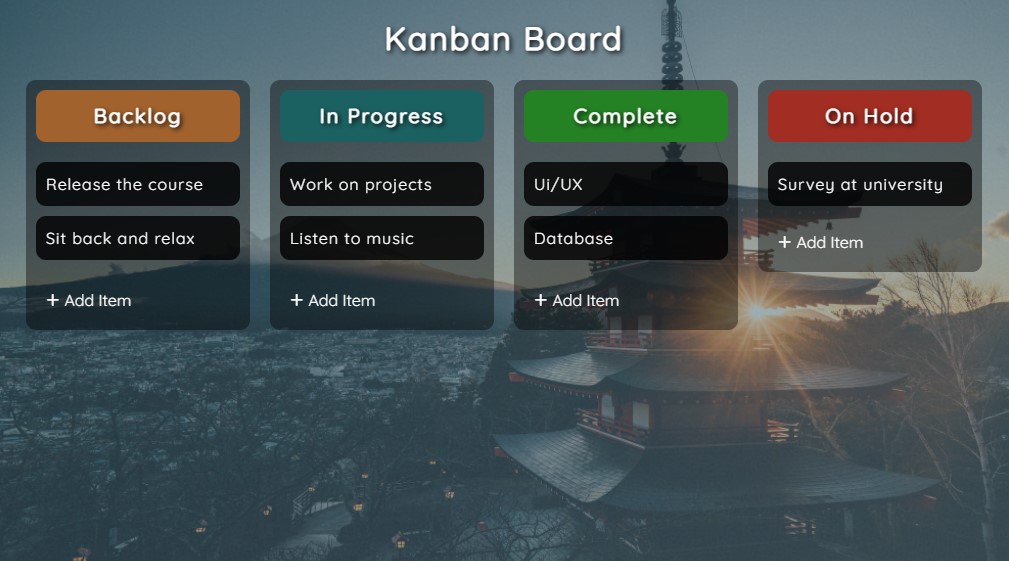 Kanban Board
Backlog
Release the course
Sit back and relax
+ Add Item
In Progress
Work on projects
Listen to music
+ Add Item
Complete
Ui/UX
Database
+ Add Item
On Hold
Survey at university
+ Add Item